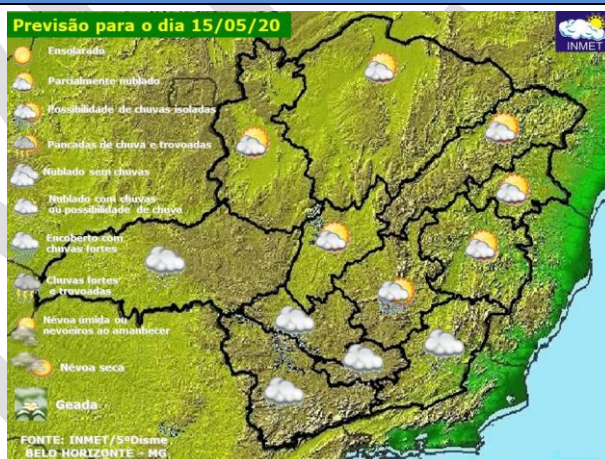 Previsão para o dia 15/05/20
INMET
Ensolarado
Parcialmente nublado
Possibilidade de chuvas isoladas
Pancadas de chuva e trovoadas
Nublado sem chuvas
Nublado com chuvas
ou possibilidade de chuva
Encoberto com
chuvas fortes
Chuvas fortes
e trovoadas
Névoa úmida ou
nevoeiros ao amanhecer
Névoa seca
Geada
FONTE: INMET/5ºDisme
BELO HORIZONTE - MG